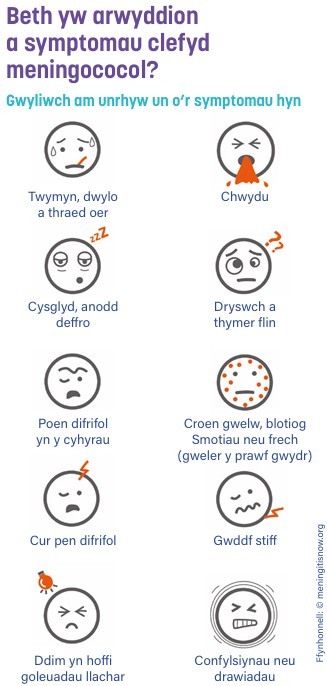 Beth yw arwyddion
a symptomau clefyd
meningococol?
Gwyliwch am unrhyw un o'r symptomau hyn
Twymyn, dwylo
a thraed oer
Chwydu
zzZ
Cysglyd, anodd
deffro
??
Dryswch a
thymer flin
Poen difrifol
yn y cyhyrau
Croen gwelw, blotiog
Smotiau neu frech
(gweler y prawf gwydr)
Cur pen difrifol
Gwddf stiff
Ddim yn hoffi
goleuadau llachar
Confylsiynau neu
drawiadau
Ffynhonnell: © meningitisnow.org